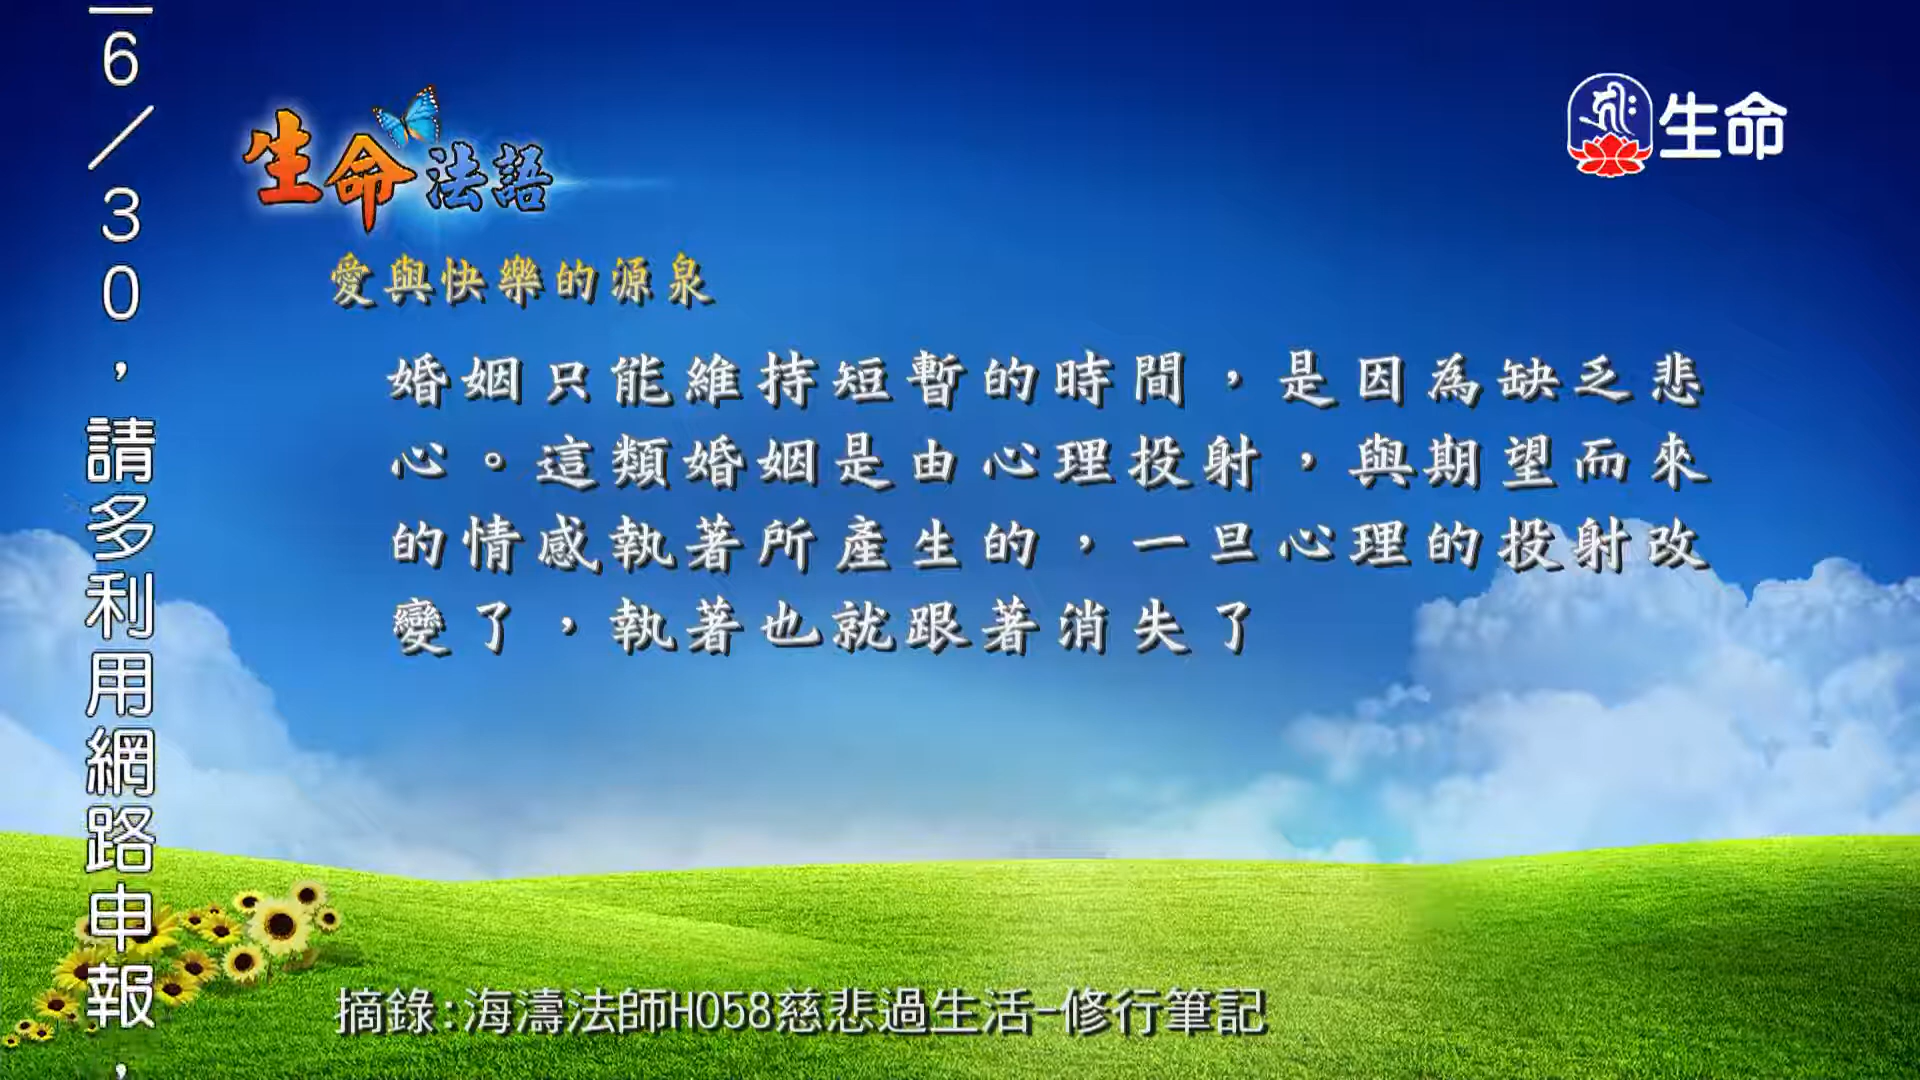 生命法語
生命
愛與快樂的源泉
婚姻只能維持短暫的時間，是因為缺乏悲
心。這類婚姻是由心理投射，與期望而來
的情感執著所產生的，一旦心理的投射改
變了，執著也就跟著消失了
摘錄:海濤法師H058慈悲過生活-修行筆記
6／30，請多利用網路申報，